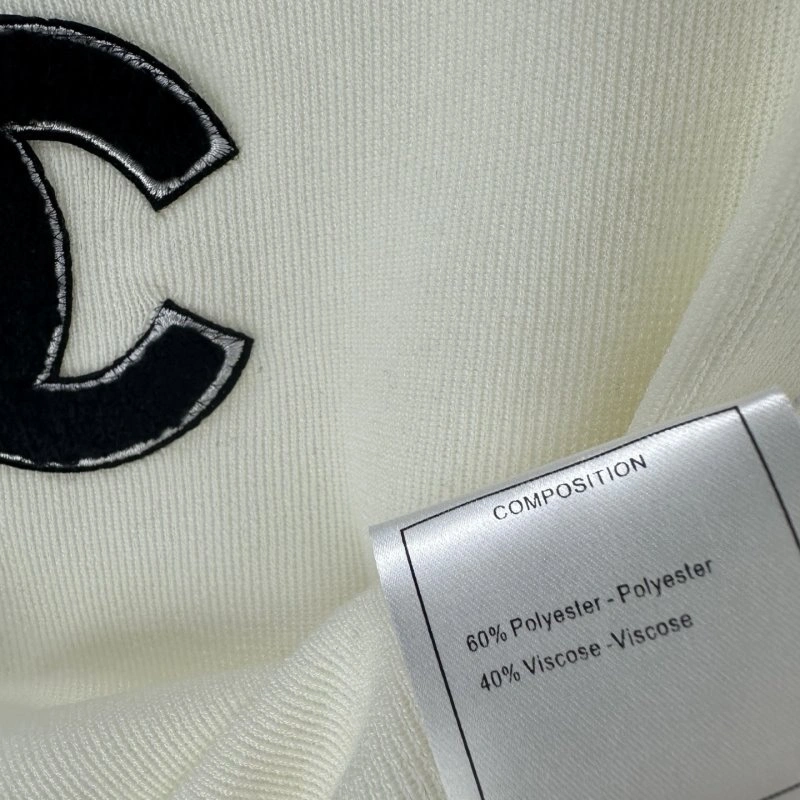 COMPOSITION
60% Polyester - Polyester
40% Viscose -Viscose